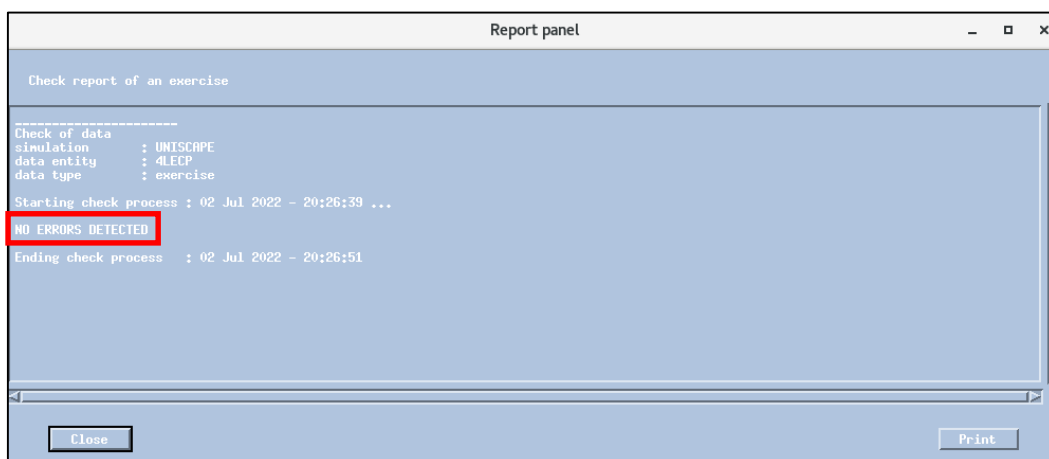 Report panel
Check report of an exercise
----------------------
Check of data
simulation : UNISCAPE
data entity : 4LECP
data type : exercise
Starting check process : 02 Jul 2022 - 20:26:39 ...
NO ERRORS DETECTED
Ending check process : 02 Jul 2022 - 20:26:51
Close
Print